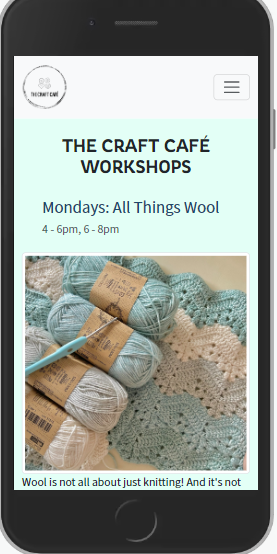 THE CRAFT CAFÉ
THE CRAFT CAFÉ
WORKSHOPS
Mondays: All Things Wool
4 - 6pm, 6 - 8pm
Wool is not all about just knitting! And it's not